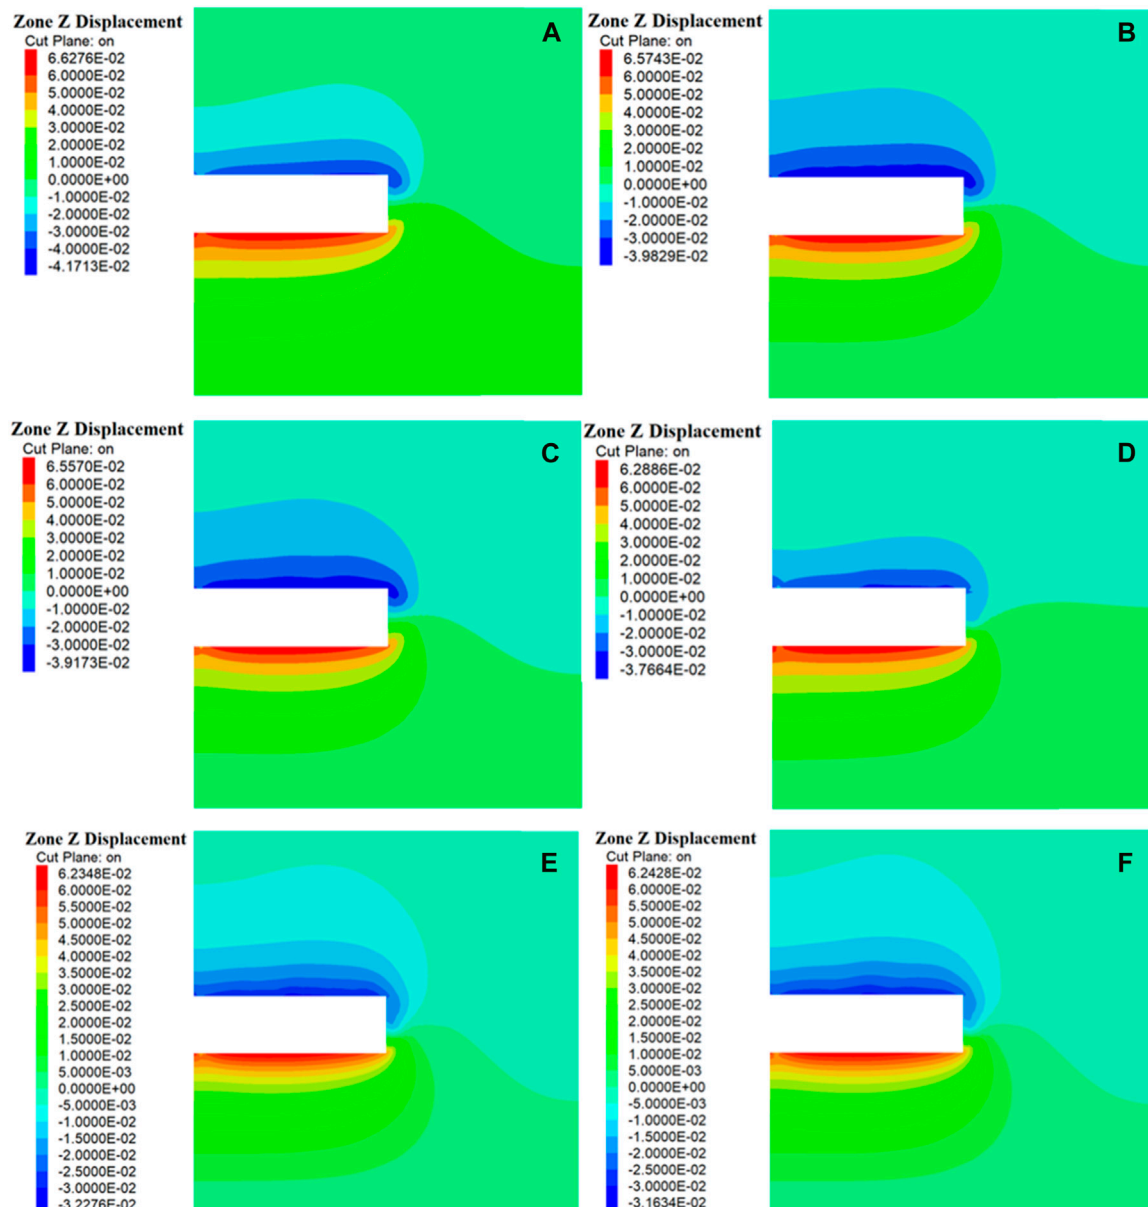 Zone Z Displacement
Cut Plane: on
6.6276E-02
6.0000E-02
5.0000E-02
4.0000E-02
3.0000E-02
2.0000E-02
1.0000E-02
0.0000E+00
-1.0000E-02
-2.0000E-02
-3.0000E-02
-4.0000E-02
-4.1713E-02
A
Zone Z Displacement
Cut Plane: on
6.5743E-02
6.0000E-02
5.0000E-02
4.0000E-02
3.0000E-02
2.0000E-02
1.0000E-02
0.0000E+00
-1.0000E-02
-2.0000E-02
-3.0000E-02
-3.9829E-02
B
Zone Z Displacement
Cut Plane: on
6.5570E-02
6.0000E-02
5.0000E-02
4.0000E-02
3.0000E-02
2.0000E-02
1.0000E-02
0.0000E+00
-1.0000E-02
-2.0000E-02
-3.0000E-02
-3.9173E-02
C
Zone Z Displacement
Cut Plane: on
6.2886E-02
6.0000E-02
5.0000E-02
4.0000E-02
3.0000E-02
2.0000E-02
1.0000E-02
0.0000E+00
-1.0000E-02
-2.0000E-02
-3.0000E-02
-3.7664E-02
D
Zone Z Displacement
Cut Plane: on
6.2348E-02
6.0000E-02
5.5000E-02
5.0000E-02
4.5000E-02
4.0000E-02
3.5000E-02
3.0000E-02
2.5000E-02
2.0000E-02
1.5000E-02
1.0000E-02
5.0000E-03
0.0000E+00
-5.0000E-03
-1.0000E-02
-1.5000E-02
-2.0000E-02
-2.5000E-02
-3.0000E-02
-3.2276E-02
E
Zone Z Displacement
Cut Plane: on
6.2428E-02
6.0000E-02
5.5000E-02
5.0000E-02
4.5000E-02
4.0000E-02
3.5000E-02
3.0000E-02
2.5000E-02
2.0000E-02
1.5000E-02
1.0000E-02
5.0000E-03
0.0000E+00
-5.0000E-03
-1.0000E-02
-1.5000E-02
-2.0000E-02
-2.5000E-02
-3.0000E-02
-3.1634E-02
F